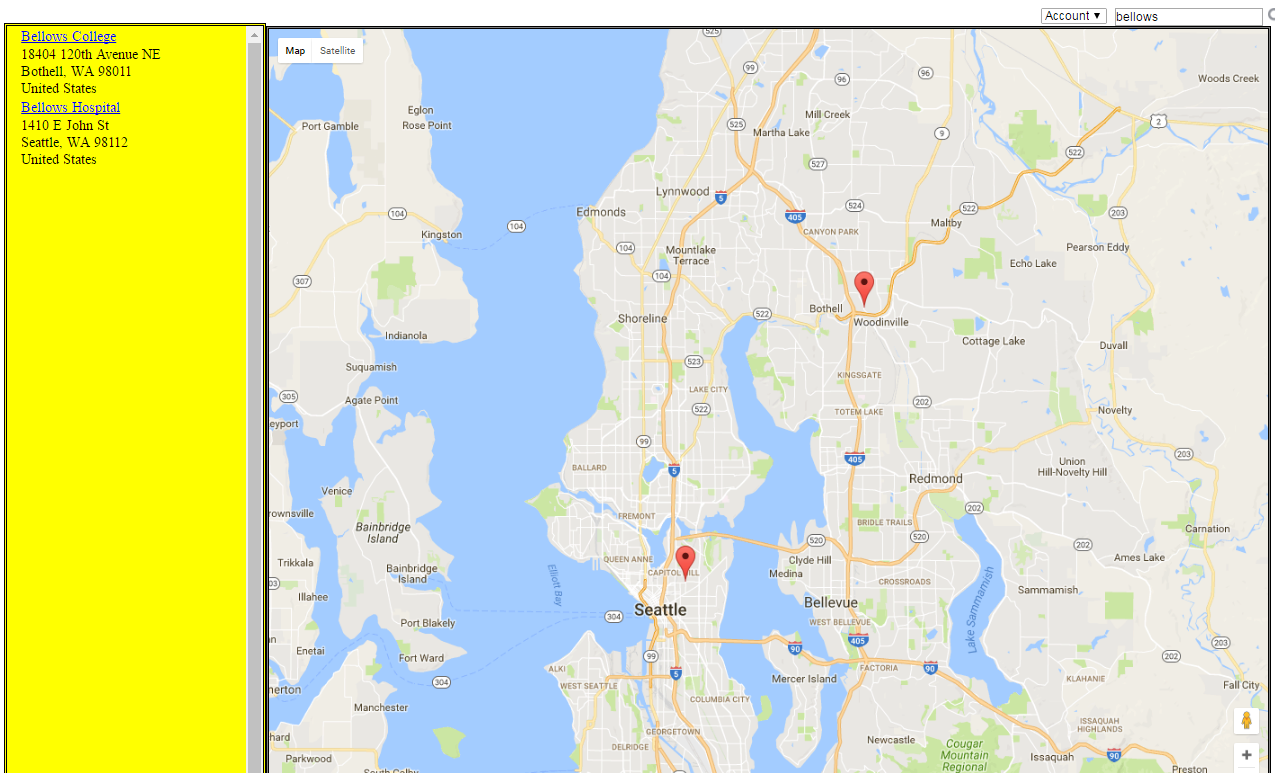 Account ▼
bellows
Bellows College
18404 120th Avenue NE
Bothell, WA 98011
United States
Bellows Hospital
1410 E John St
Seattle, WA 98112
United States
Map
Satellite
525
99
96
96
Woods Creek
Eglon
Rose Point
Port Gamble
Mill Creek
525
Martha Lake
9
2
522
527
Lynnwood
5
405
524
522
203
Edmonds
104
104
Maltby
CANYON PARK
Kingston
104
Mountlake
Terrace
Pearson Eddy
Echo Lake
307
104
Bothell
522
Woodinville
Shoreline
Indianola
Cottage Lake
Duvall
523
Suquamish
KINGSGATE
LAKE CITY
305
Agate Point
522
202
TOTEM LAKE
Novelty
eyport
99
203
405
BALLARD
5
Union
Hill-Novelty Hill
Redmond
Venice
202
rownsville
FREMONT
BRIDLE TRAILS
Bainbridge
Island
Carnation
520
520
202
QUEEN ANNE
Clyde Hill
Ames Lake
Trikkala
Bainbridge
Island
CAPITOL HILL
Medina
CROSSROADS
03
Elliott Bay
Illahee
Sammamish
Seattle
Bellevue
304
Port Blakely
WEST BELLEVUE
Lake Sammamish
90
405
203
Enetai
Fort Ward
99
202
ALKI
5
FACTORIA
90
304
Mercer Island
KLAHANIE
merton
WEST SEATTLE
Fall City
Manchester
COLUMBIA CITY
ISSAQUAH
HIGHLANDS
GEORGETOWN
hard
DELRIDGE
Newcastle
Cougar
Mountain
Regional
90
Parkwood
Issaquah
Preston
South Colby
+